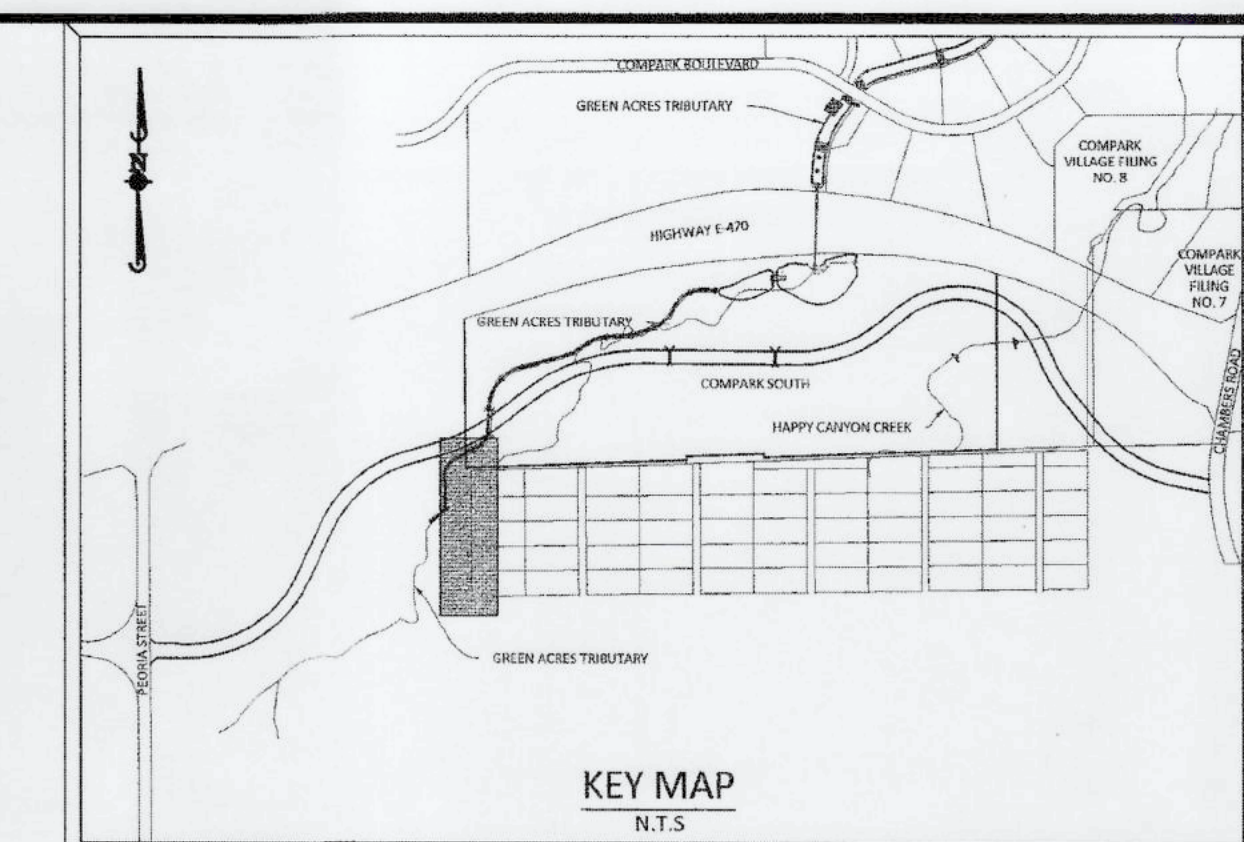 COMPARK BOULEVARD
GREEN ACRES TRIBUTARY
COMPARK
VILLAGE FILING
NO. 8
N
HIGHWAY E-470
COMPARK
VILLAGE
FILING
NO. 7
GREEN ACRES TRIBUTARY
COMPARK SOUTH
HAPPY CANYON CREEK
CHAMBERS ROAD
PEORIA STREET
GREEN ACRES TRIBUTARY
KEY MAP
N.T.S